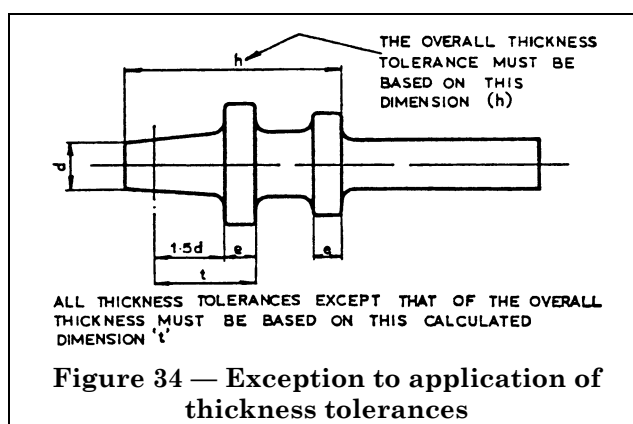 THE OVERALL THICKNESS
TOLERANCE MUST BE
BASED ON THIS
DIMENSION (h)
h
d
1·5d
e
e
t
ALL THICKNESS TOLERANCES EXCEPT THAT OF THE OVERALL
THICKNESS MUST BE BASED ON THIS CALCULATED
DIMENSION 't'
Figure 34 — Exception to application of
thickness tolerances